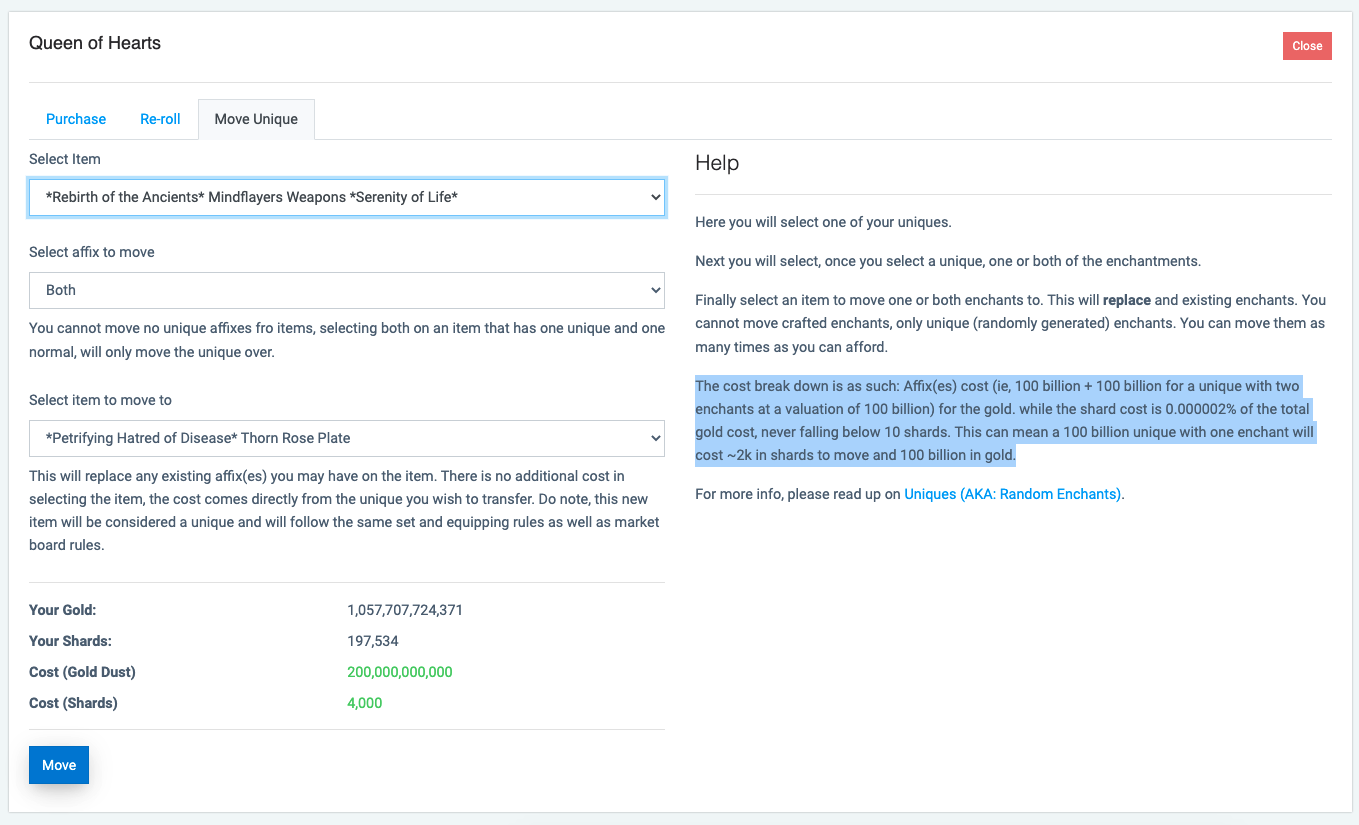 Queen of Hearts
Close
Purchase
Re-roll
Move Unique
Select Item
*Rebirth of the Ancients* Mindflayers Weapons *Serenity of Life*
Select affix to move
Both
You cannot move no unique affixes fro items, selecting both on an item that has one unique and one
normal, will only move the unique over.
Select item to move to
*Petrifying Hatred of Disease* Thorn Rose Plate
This will replace any existing affix(es) you may have on the item. There is no additional cost in
selecting the item, the cost comes directly from the unique you wish to transfer. Do note, this new
item will be considered a unique and will follow the same set and equipping rules as well as market
board rules.
Your Gold: 1,057,707,724,371
Your Shards: 197,534
Cost (Gold Dust) 200,000,000,000
Cost (Shards) 4,000
Move
Help
Here you will select one of your uniques.
Next you will select, once you select a unique, one or both of the enchantments.
Finally select an item to move one or both enchants to. This will replace and existing enchants. You
cannot move crafted enchants, only unique (randomly generated) enchants. You can move them as
many times as you can afford.
The cost break down is as such: Affix(es) cost (ie, 100 billion + 100 billion for a unique with two
enchants at a valuation of 100 billion) for the gold. while the shard cost is 0.000002% of the total
gold cost, never falling below 10 shards. This can mean a 100 billion unique with one enchant will
cost ~2k in shards to move and 100 billion in gold.
For more info, please read up on Uniques (AKA: Random Enchants).